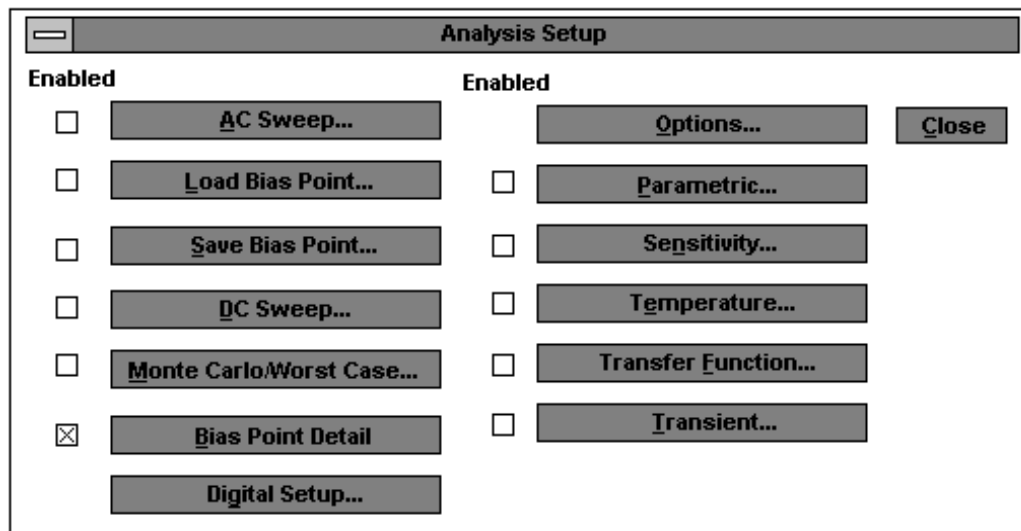 Analysis Setup
Enabled
AC Sweep...
Load Bias Point...
Save Bias Point...
DC Sweep...
Monte Carlo/Worst Case...
Bias Point Detail
Digital Setup...
Enabled
Options...
Parametric...
Sensitivity...
Temperature...
Transfer Function...
Transient...
Close